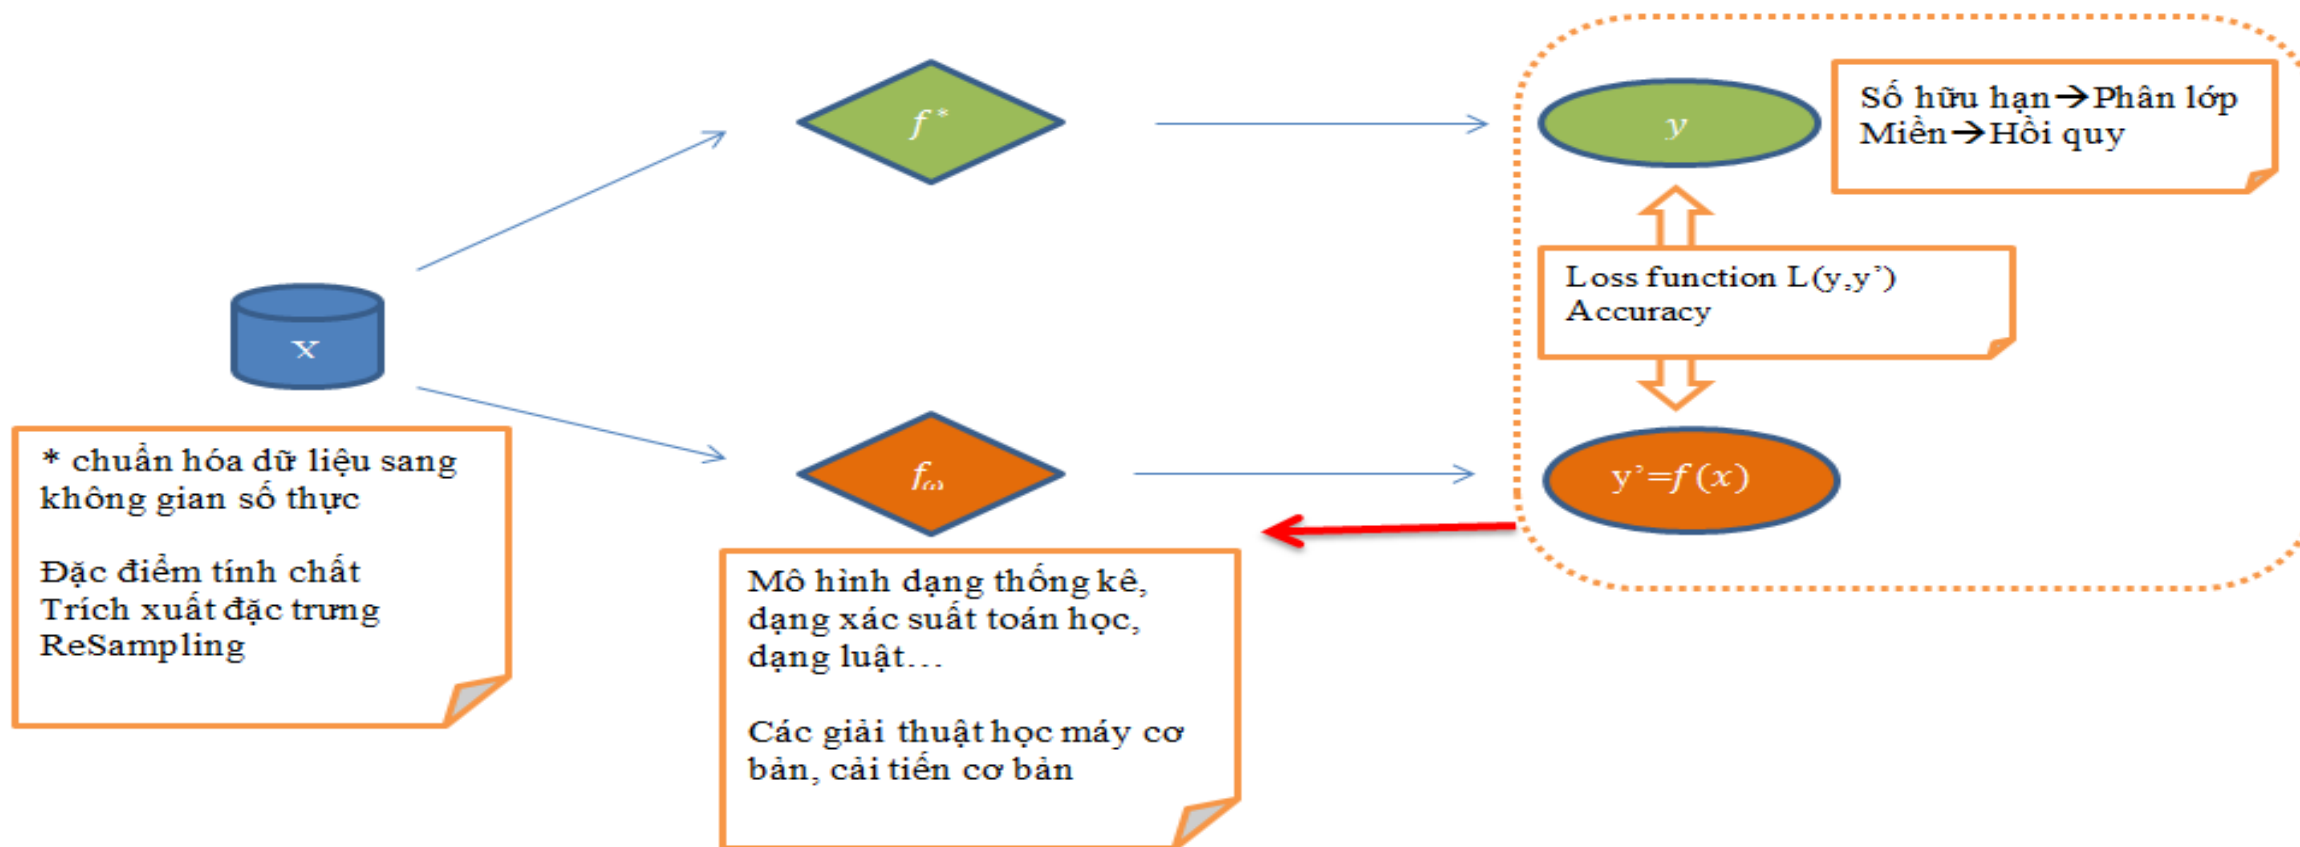 f*
y
Số hữu hạn→Phân lớp
Miền→Hồi quy
Loss function L(y,y’)
Accuracy
x
* chuẩn hóa dữ liệu sang
không gian số thực
Đặc điểm tính chất
Trích xuất đặc trưng
ReSampling
fω
y’=f(x)
Mô hình dạng thống kê,
dạng xác suất toán học,
dạng luật…
Các giải thuật học máy cơ
bản, cải tiến cơ bản